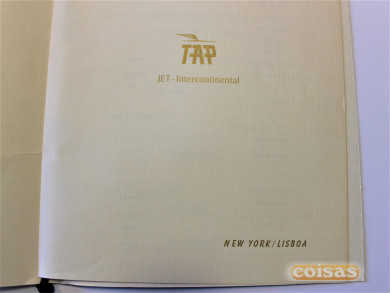 TAP
JET-Intercontinental
NEW YORK/LISBOA
coisas